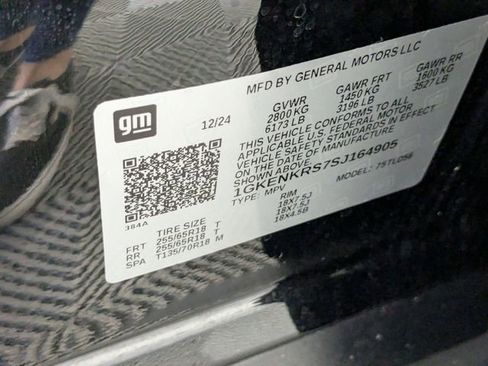 MFD BY GENERAL MOTORS LLC
gm
12/24
GVWR GAWR FRT GAWR RR
2800 KG 1450 KG 1600 KG
6173 LB 3196 LB 3527 LB
THIS VEHICLE CONFORMS TO ALL
APPLICABLE U.S. FEDERAL MOTOR
VEHICLE SAFETY STANDARDS IN EFFECT
ON THE DATE OF MANUFACTURE
1GKENKRS7SJ164905
TYPE: MPV MODEL: 7STL056
384A
TIRE SIZE RIM
FRT 255/65R18 T 18X7.5J
RR 255/65R18 T 18X7.5J
SPA T135/70R18 M 18X4.5B